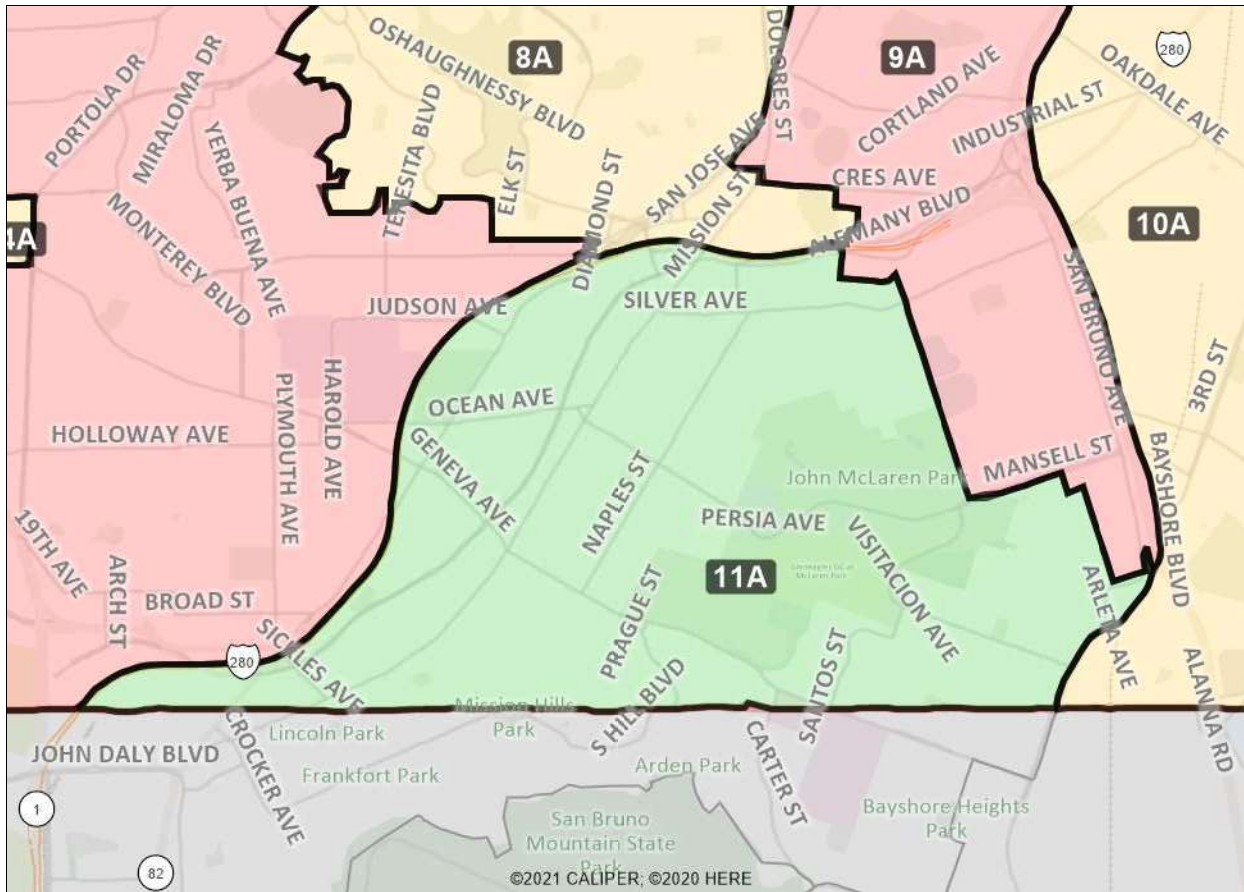 OSHAUGHNESSY BLVD
8A
DOLORES ST
9A
CORTLAND AVE
280
OAKDALE AVE
PORTOLA DR
MIRALOMA DR
YERBA BUENA AVE
TERESITA BLVD
ELK ST
DIAMOND ST
SAN JOSE AVE
MISSION ST
CRES AVE
INDUSTRIAL ST
ALEMANY BLVD
4A
MONTEREY BLVD
10A
SAN BRUNO AVE
JUDSON AVE
SILVER AVE
3RD ST
HOLLOWAY AVE
PLYMOUTH AVE
HAROLD AVE
OCEAN AVE
GENEVA AVE
NAPLES ST
John McLaren Park
MANSELL ST
BAYSHORE BLVD
PERSIA AVE
VISITACION AVE
Gleneagles GC at
McLaren Park
11A
19TH AVE
ARCH ST
BROAD ST
280
SICKLES AVE
PRAGUE ST
S HILL BLVD
SANTOS ST
ARLETA AVE
ALANNA RD
Mission Hills
Park
Lincoln Park
CROCKER AVE
JOHN DALY BLVD
Frankfort Park
Arden Park
CARTER ST
Bayshore Heights
Park
1
82
San Bruno
Mountain State
Park
©2021 CALIPER; ©2020 HERE